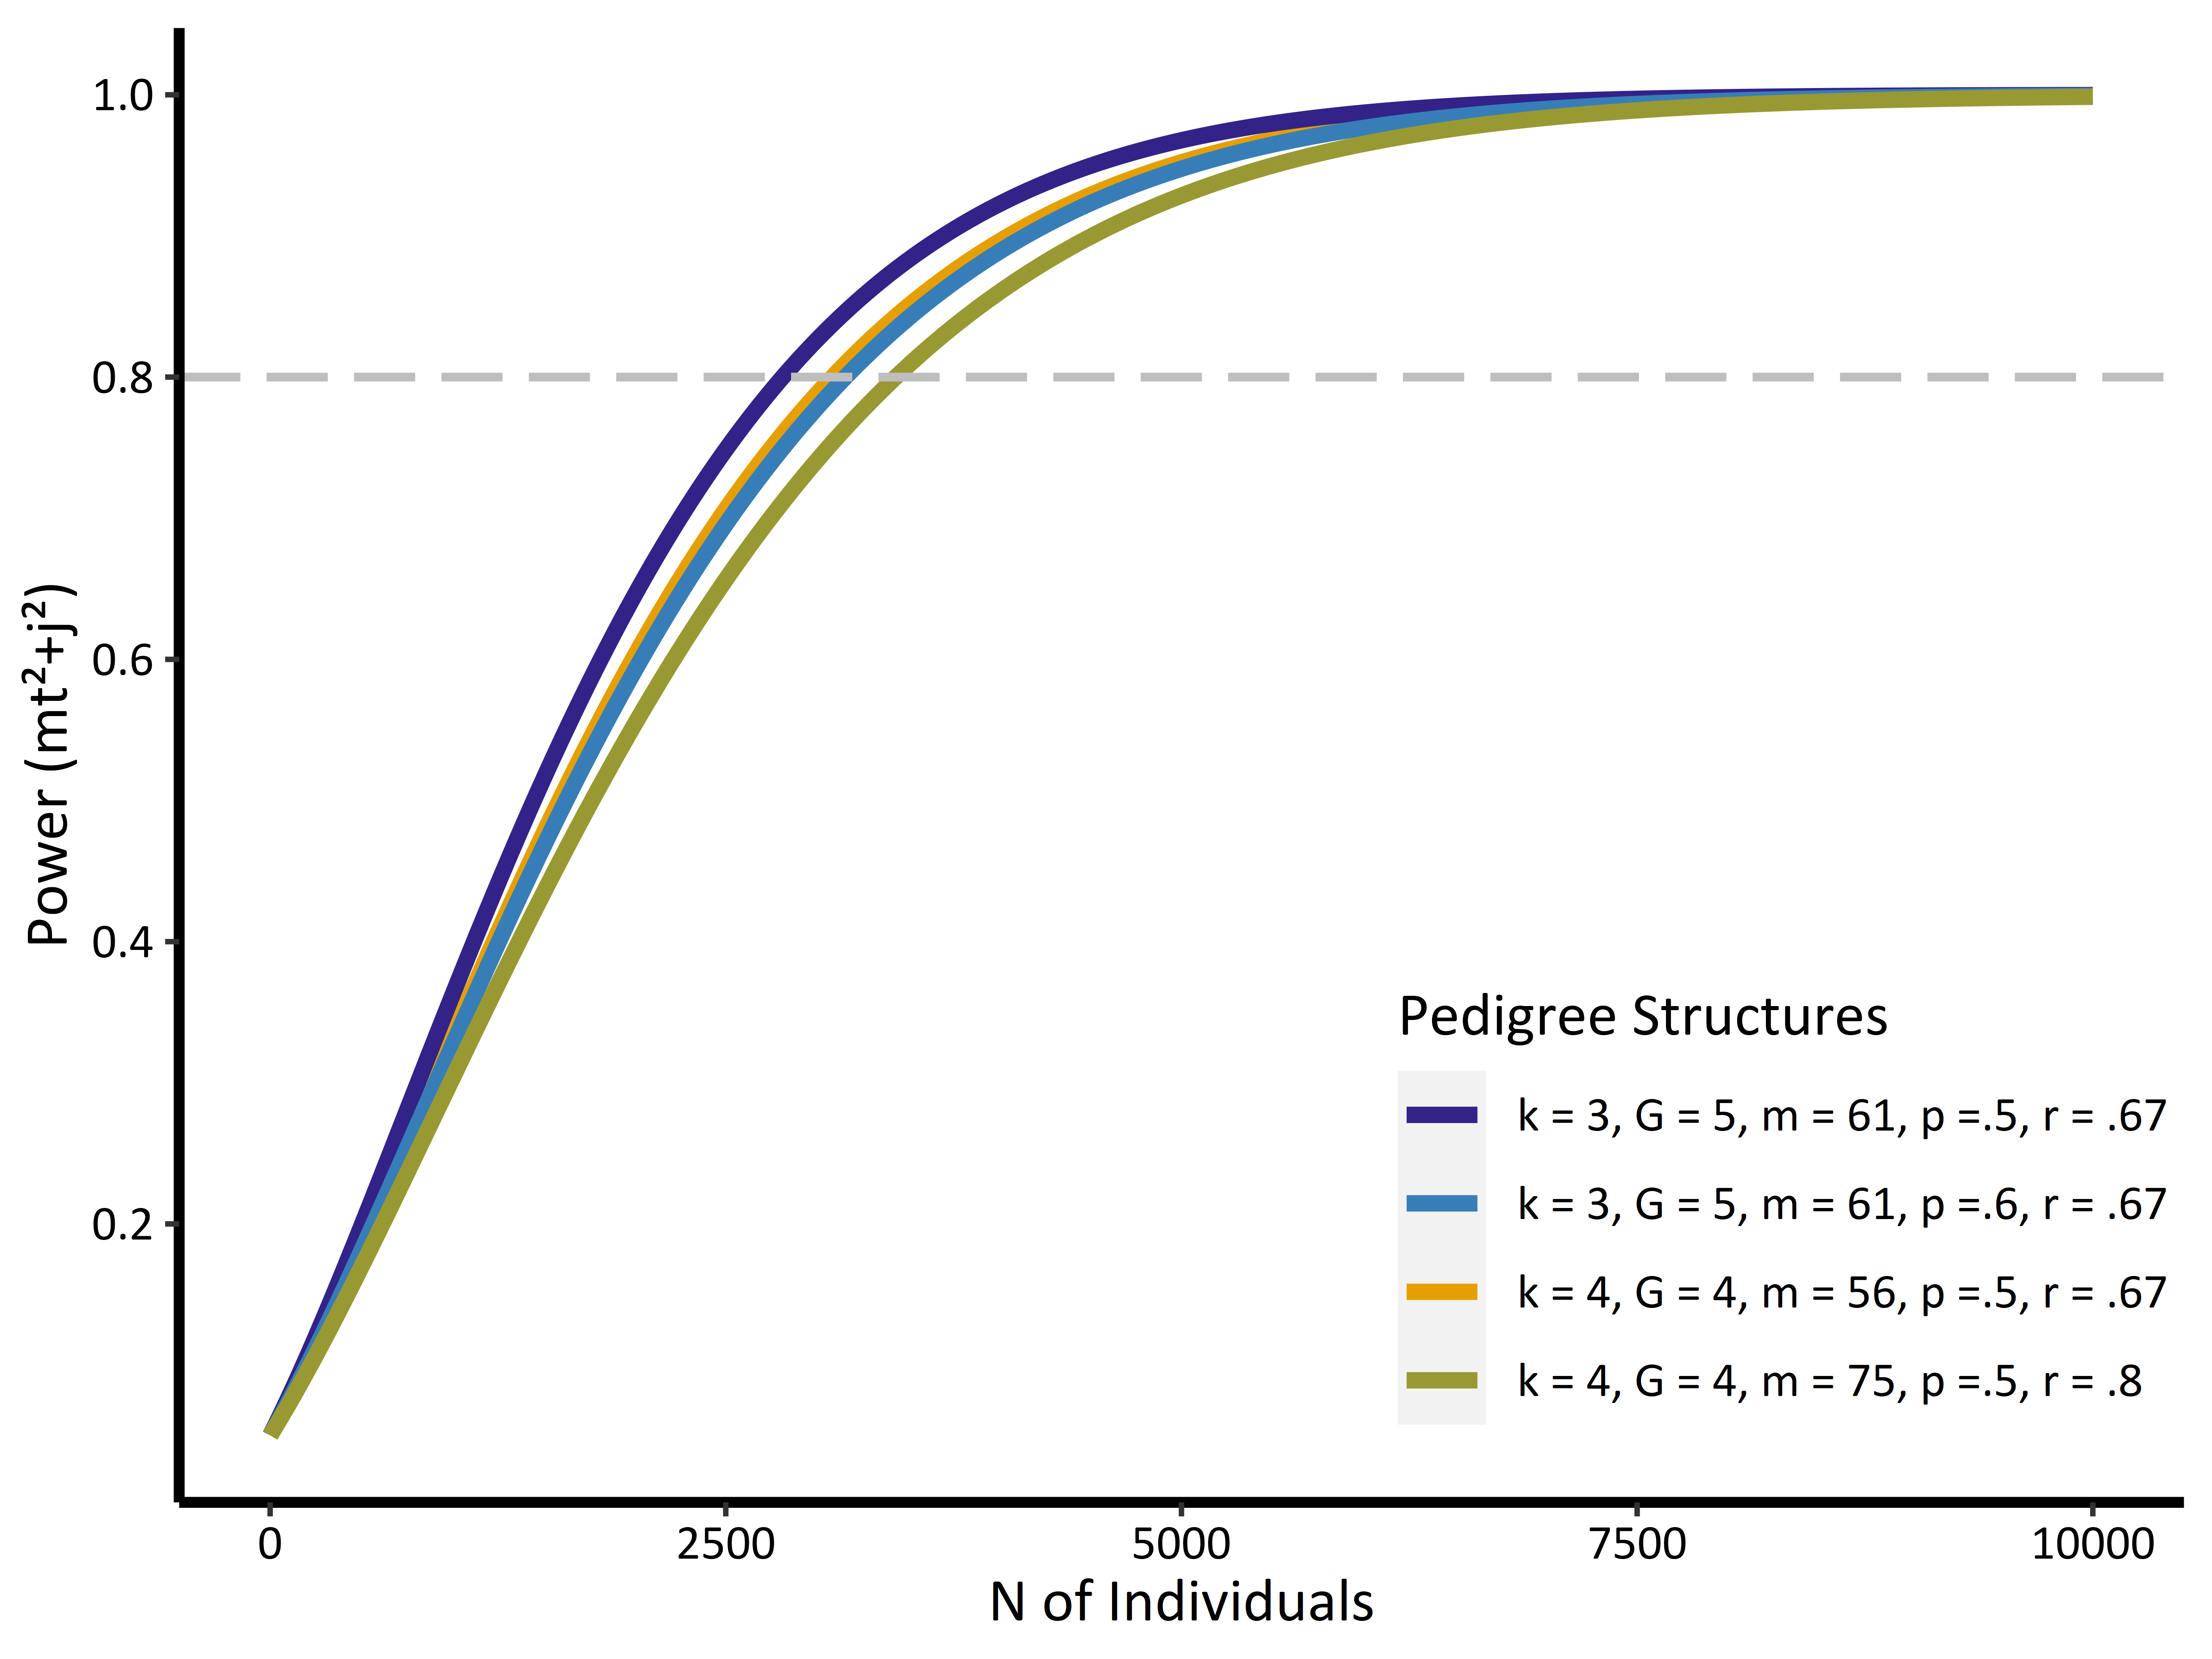 1.0
0.8
0.6
0.4
0.2
Power (mt²+j²)
0
2500
5000
7500
10000
N of Individuals
Pedigree Structures
k = 3, G = 5, m = 61, p =.5, r = .67
k = 3, G = 5, m = 61, p =.6, r = .67
k = 4, G = 4, m = 56, p =.5, r = .67
k = 4, G = 4, m = 75, p =.5, r = .8